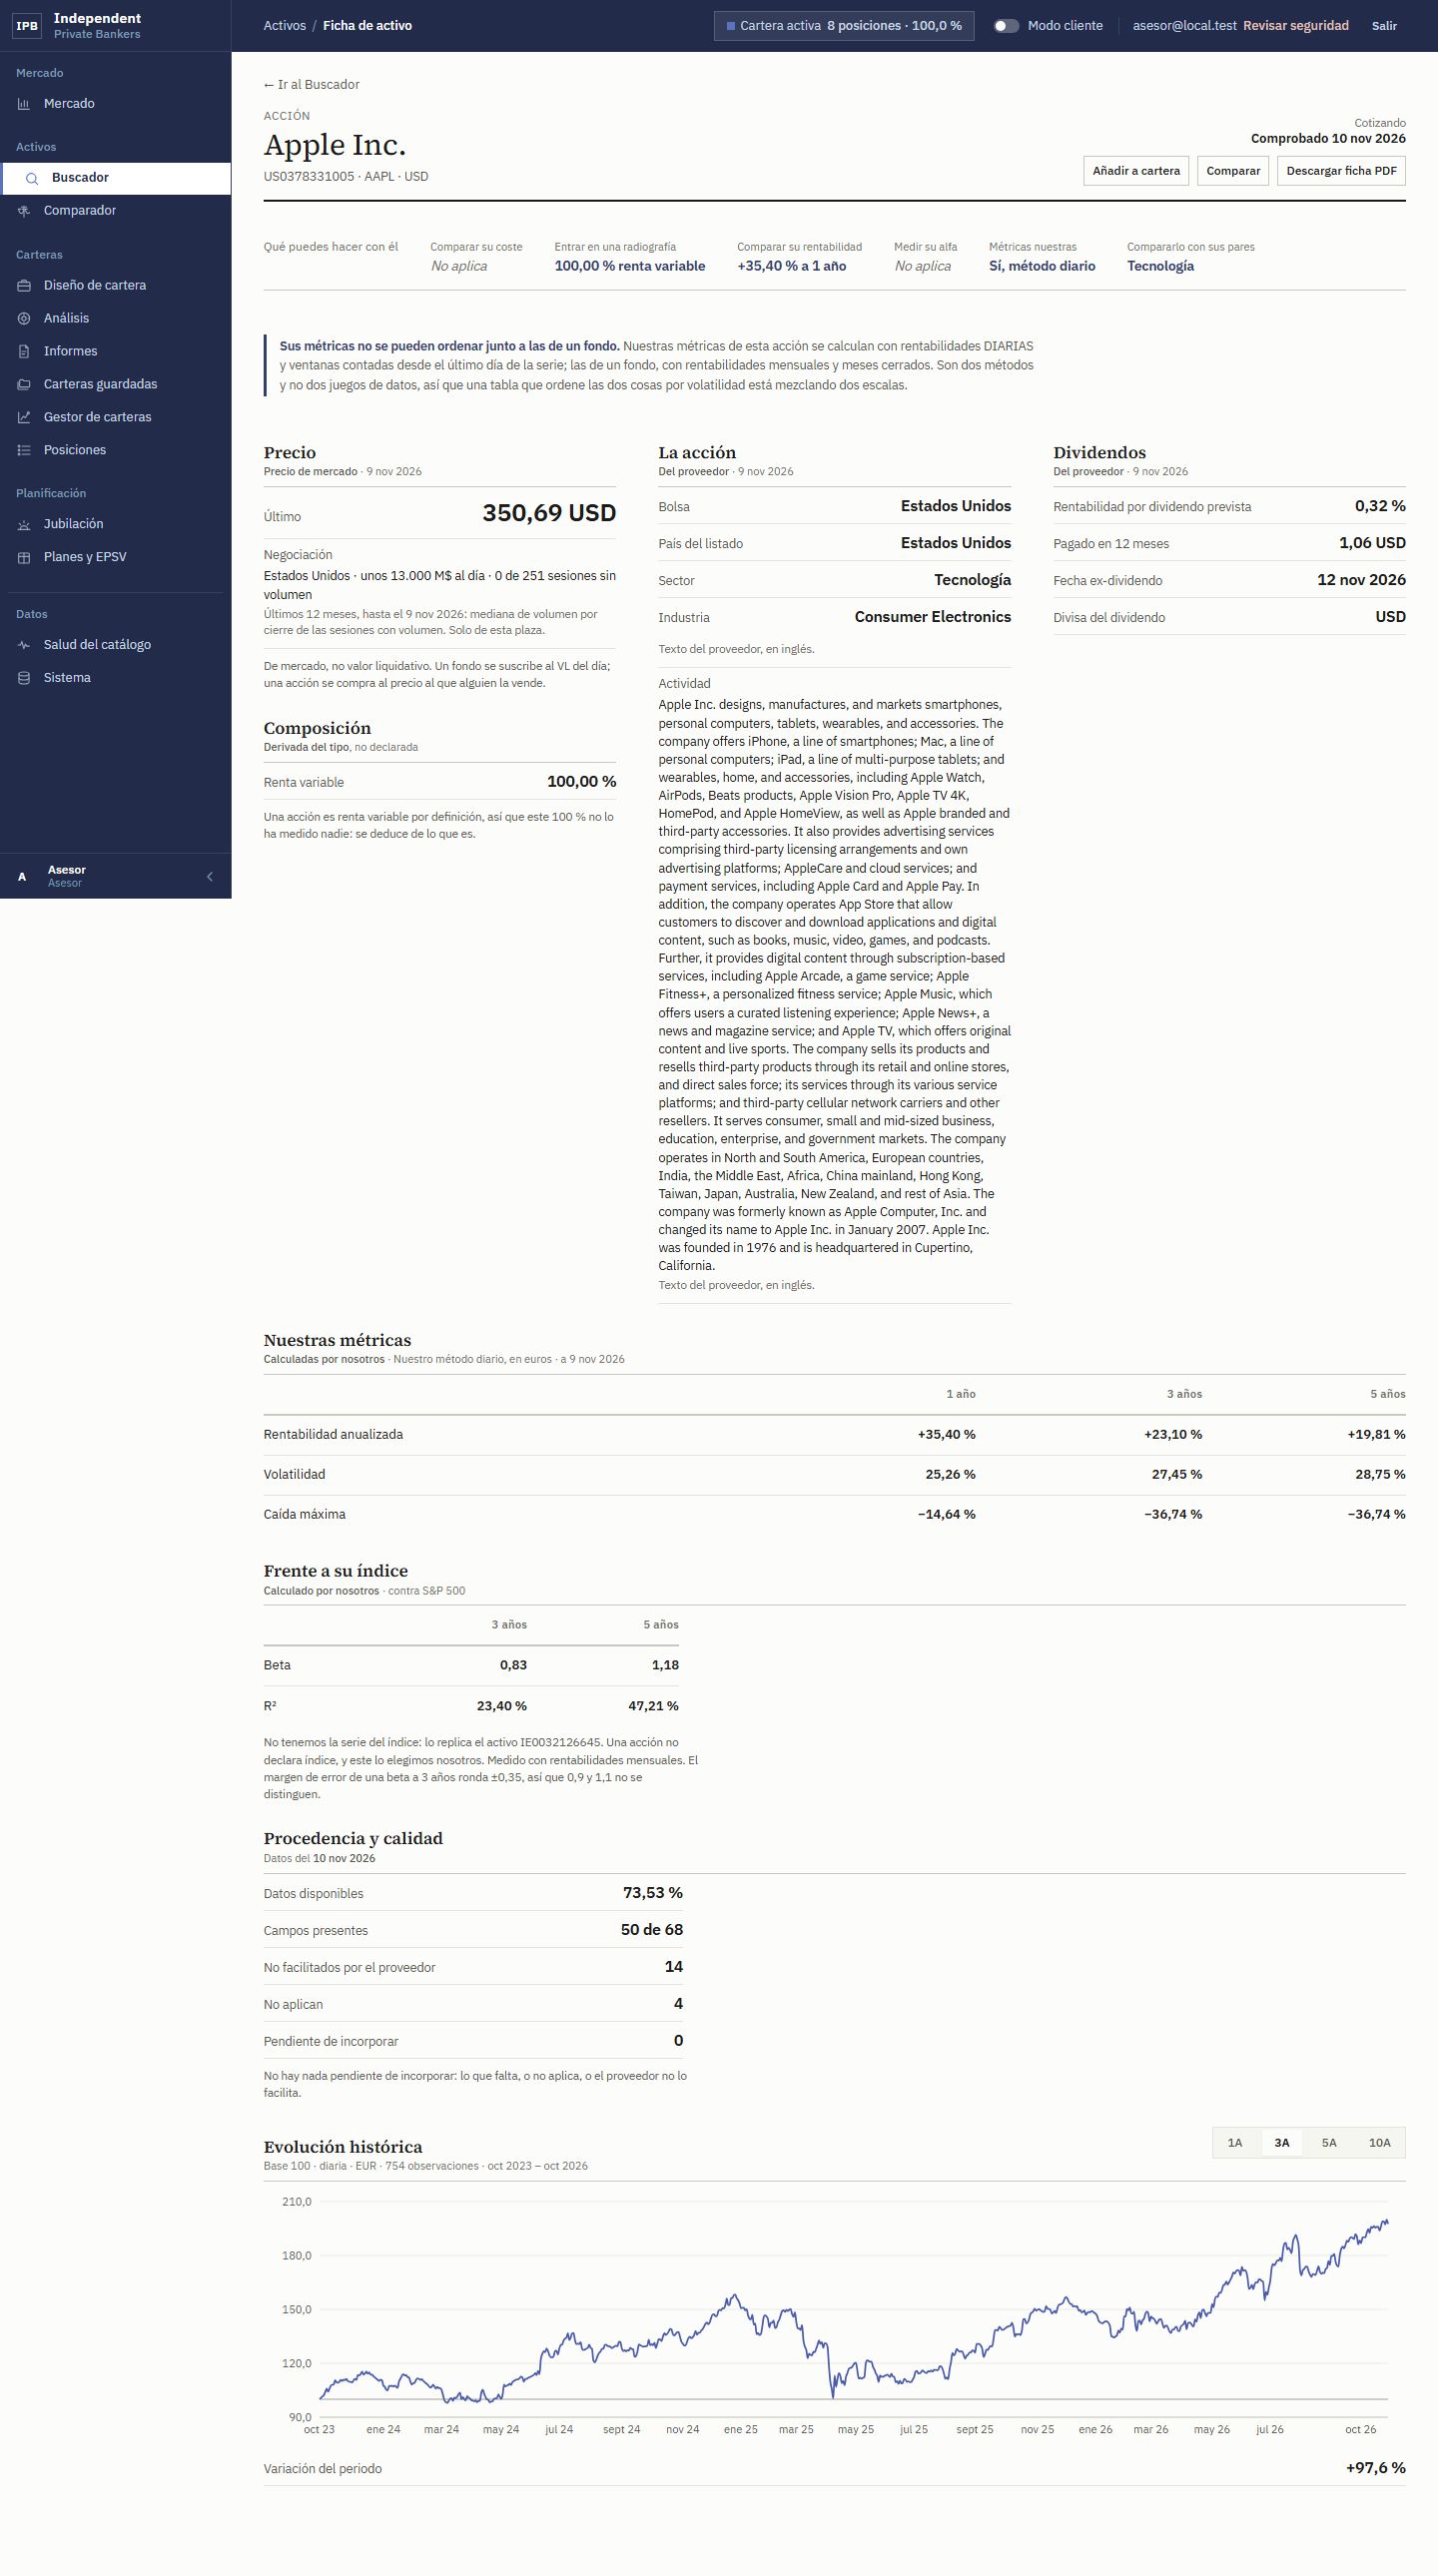 IPB
Independent
Private Bankers
Activos / Ficha de activo
Cartera activa 8 posiciones · 100,0 %
Modo cliente
asesor@local.test
Revisar seguridad
Salir
Mercado
Mercado
Activos
Buscador
Comparador
Carteras
Diseño de cartera
Análisis
Informes
Carteras guardadas
Gestor de carteras
Posiciones
Planificación
Jubilación
Planes y EPSV
Datos
Salud del catálogo
Sistema
A
Asesor
Asesor
← Ir al Buscador
ACCIÓN
Apple Inc.
US0378331005 · AAPL · USD
Cotizando
Comprobado 10 nov 2026
Añadir a cartera
Comparar
Descargar ficha PDF
Qué puedes hacer con él
Comparar su coste
No aplica
Entrar en una radiografía
100,00 % renta variable
Comparar su rentabilidad
+35,40 % a 1 año
Medir su alfa
No aplica
Métricas nuestras
Sí, método diario
Compararlo con sus pares
Tecnología
Sus métricas no se pueden ordenar junto a las de un fondo. Nuestras métricas de esta acción se calculan con rentabilidades DIARIAS
y ventanas contadas desde el último día de la serie; las de un fondo, con rentabilidades mensuales y meses cerrados. Son dos métodos
y no dos juegos de datos, así que una tabla que ordene las dos cosas por volatilidad está mezclando dos escalas.
Precio
Precio de mercado · 9 nov 2026
Último 350,69 USD
Negociación
Estados Unidos · unos 13.000 M$ al día · 0 de 251 sesiones sin
volumen
Últimos 12 meses, hasta el 9 nov 2026: mediana de volumen por
cierre de las sesiones con volumen. Solo de esta plaza.
De mercado, no valor liquidativo. Un fondo se suscribe al VL del día;
una acción se compra al precio al que alguien la vende.
Composición
Derivada del tipo, no declarada
Renta variable 100,00 %
Una acción es renta variable por definición, así que este 100 % no lo
ha medido nadie: se deduce de lo que es.
La acción
Del proveedor · 9 nov 2026
Bolsa Estados Unidos
País del listado Estados Unidos
Sector Tecnología
Industria Consumer Electronics
Texto del proveedor, en inglés.
Actividad
Apple Inc. designs, manufactures, and markets smartphones,
personal computers, tablets, wearables, and accessories. The
company offers iPhone, a line of smartphones; Mac, a line of
personal computers; iPad, a line of multi-purpose tablets; and
wearables, home, and accessories, including Apple Watch,
AirPods, Beats products, Apple Vision Pro, Apple TV 4K,
HomePod, and Apple HomeView, as well as Apple branded and
third-party accessories. It also provides advertising services
comprising third-party licensing arrangements and own
advertising platforms; AppleCare and cloud services; and
payment services, including Apple Card and Apple Pay. In
addition, the company operates App Store that allow
customers to discover and download applications and digital
content, such as books, music, video, games, and podcasts.
Further, it provides digital content through subscription-based
services, including Apple Arcade, a game service; Apple
Fitness+, a personalized fitness service; Apple Music, which
offers users a curated listening experience; Apple News+, a
news and magazine service; and Apple TV, which offers original
content and live sports. The company sells its products and
resells third-party products through its retail and online stores,
and direct sales force; its services through its various service
platforms; and third-party cellular network carriers and other
resellers. It serves consumer, small and mid-sized business,
education, enterprise, and government markets. The company
operates in North and South America, European countries,
India, the Middle East, Africa, China mainland, Hong Kong,
Taiwan, Japan, Australia, New Zealand, and rest of Asia. The
company was formerly known as Apple Computer, Inc. and
changed its name to Apple Inc. in January 2007. Apple Inc.
was founded in 1976 and is headquartered in Cupertino,
California.
Texto del proveedor, en inglés.
Dividendos
Del proveedor · 9 nov 2026
Rentabilidad por dividendo prevista 0,32 %
Pagado en 12 meses 1,06 USD
Fecha ex-dividendo 12 nov 2026
Divisa del dividendo USD
Nuestras métricas
Calculadas por nosotros · Nuestro método diario, en euros · a 9 nov 2026
1 año 3 años 5 años
Rentabilidad anualizada +35,40 % +23,10 % +19,81 %
Volatilidad 25,26 % 27,45 % 28,75 %
Caída máxima −14,64 % −36,74 % −36,74 %
Frente a su índice
Calculado por nosotros · contra S&P 500
3 años 5 años
Beta 0,83 1,18
R² 23,40 % 47,21 %
No tenemos la serie del índice: lo replica el activo IE0032126645. Una acción no
declara índice, y este lo elegimos nosotros. Medido con rentabilidades mensuales. El
margen de error de una beta a 3 años ronda ±0,35, así que 0,9 y 1,1 no se
distinguen.
Procedencia y calidad
Datos del 10 nov 2026
Datos disponibles 73,53 %
Campos presentes 50 de 68
No facilitados por el proveedor 14
No aplican 4
Pendiente de incorporar 0
No hay nada pendiente de incorporar: lo que falta, o no aplica, o el proveedor no lo
facilita.
Evolución histórica
Base 100 · diaria · EUR · 754 observaciones · oct 2023 – oct 2026
1A 3A 5A 10A
210,0
180,0
150,0
120,0
90,0
oct 23 ene 24 mar 24 may 24 jul 24 sept 24 nov 24 ene 25 mar 25 may 25 jul 25 sept 25 nov 25 ene 26 mar 26 may 26 jul 26 oct 26
Variación del periodo +97,6 %